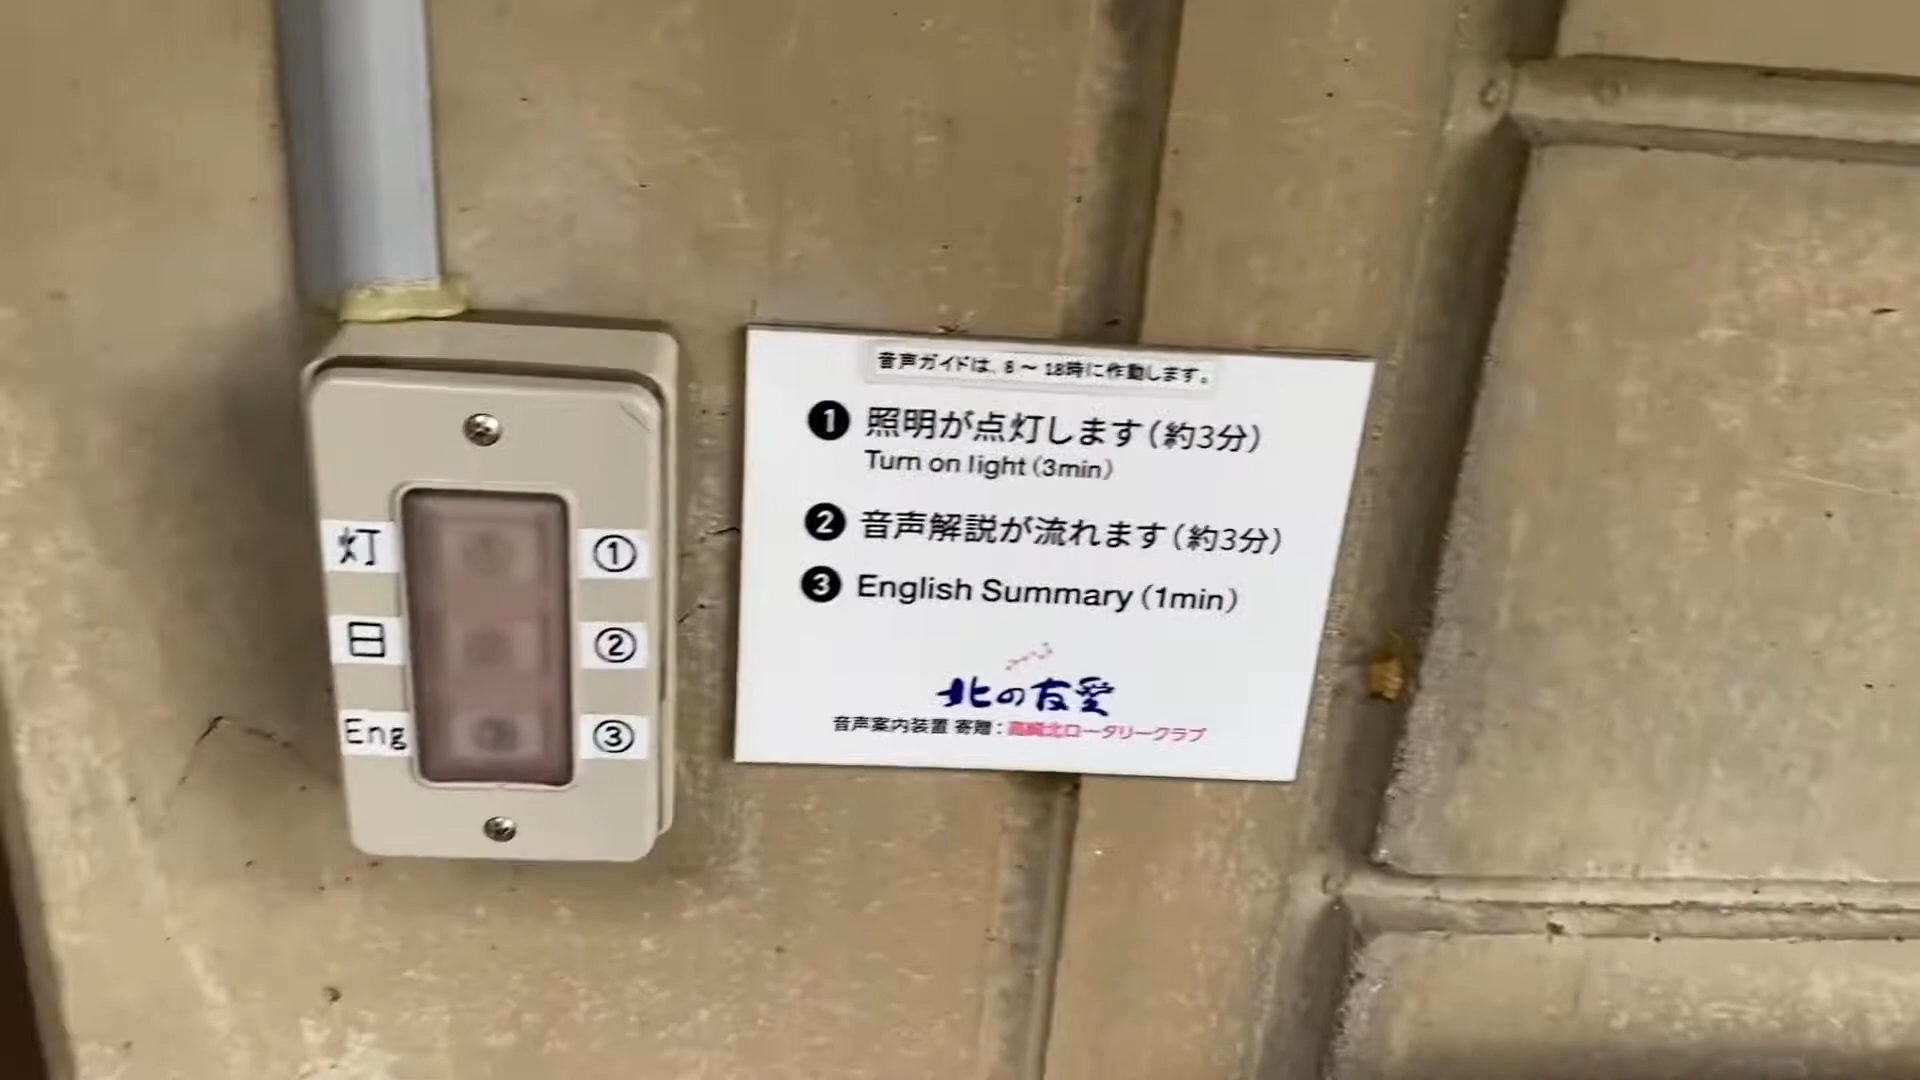 灯 ①
日 ②
Eng ③
音声ガイドは、8～18時に作動します。
❶ 照明が点灯します(約3分)
Turn on light (3min)
❷ 音声解説が流れます(約3分)
❸ English Summary (1min)
北の友愛
音声案内装置 寄贈：高崎北ロータリークラブ